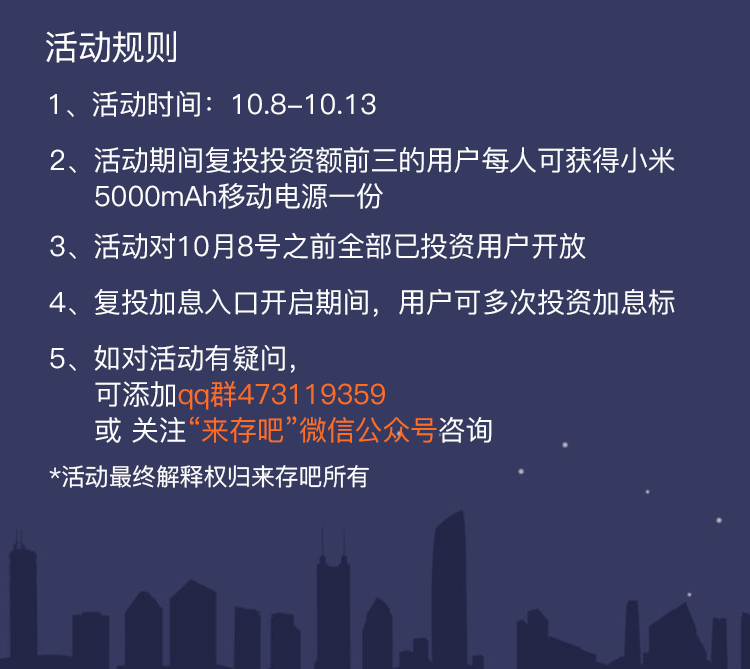 活动规则
1、活动时间：10.8-10.13
2、活动期间复投投资额前三的用户每人可获得小米
5000mAh移动电源一份
3、活动对10月8号之前全部已投资用户开放
4、复投加息入口开启期间，用户可多次投资加息标
5、如对活动有疑问，
可添加qq群473119359
或 关注“来存吧”微信公众号咨询
*活动最终解释权归来存吧所有